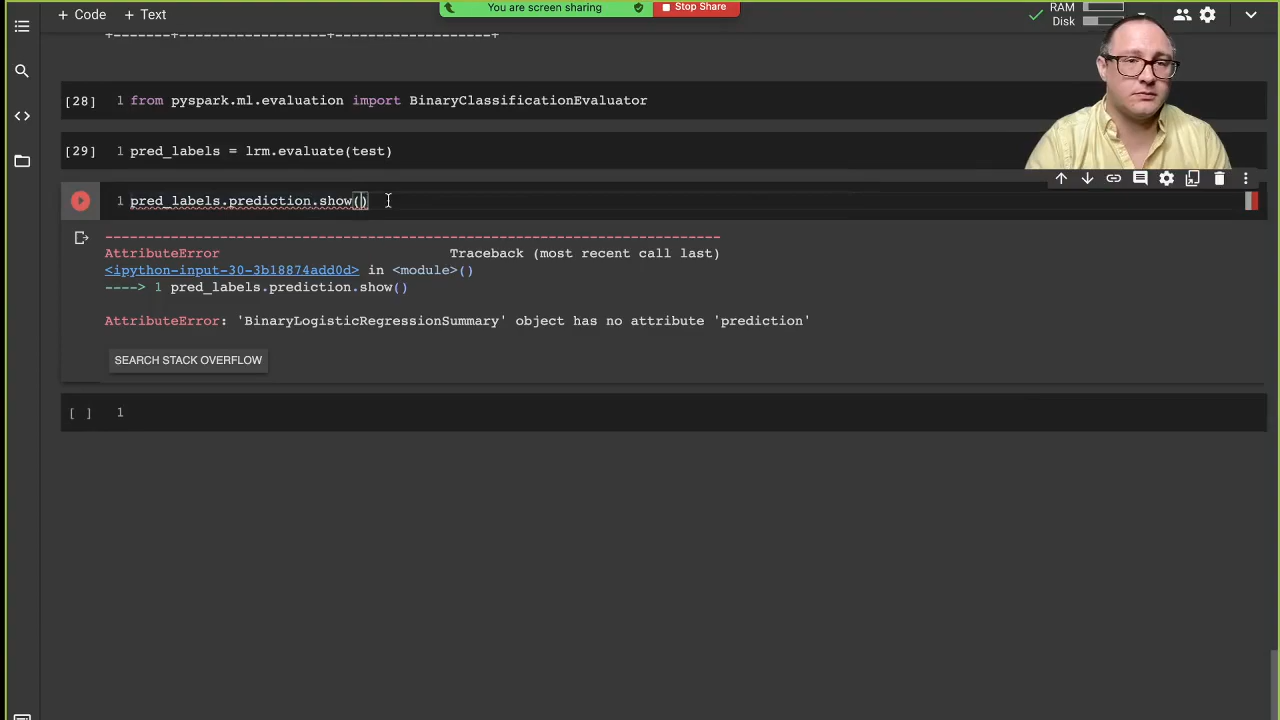 You are screen sharing Stop Share
+ Code + Text RAM
Disk
+-------+------------------+------------------+
[28] 1 from pyspark.ml.evaluation import BinaryClassificationEvaluator
[29] 1 pred_labels = lrm.evaluate(test)
1 pred_labels.prediction.show()
---------------------------------------------------------------------------
AttributeError Traceback (most recent call last)
<ipython-input-30-3b18874add0d> in <module>()
----> 1 pred_labels.prediction.show()
AttributeError: 'BinaryLogisticRegressionSummary' object has no attribute 'prediction'
SEARCH STACK OVERFLOW
[ ] 1